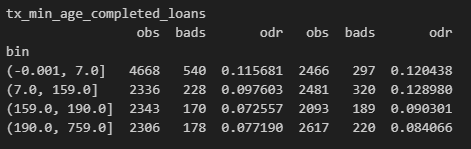 tx_min_age_completed_loans
obs bads odr obs bads odr
bin
(-0.001, 7.0] 4668 540 0.115681 2466 297 0.120438
(7.0, 159.0] 2336 228 0.097603 2481 320 0.128980
(159.0, 190.0] 2343 170 0.072557 2093 189 0.090301
(190.0, 759.0] 2306 178 0.077190 2617 220 0.084066